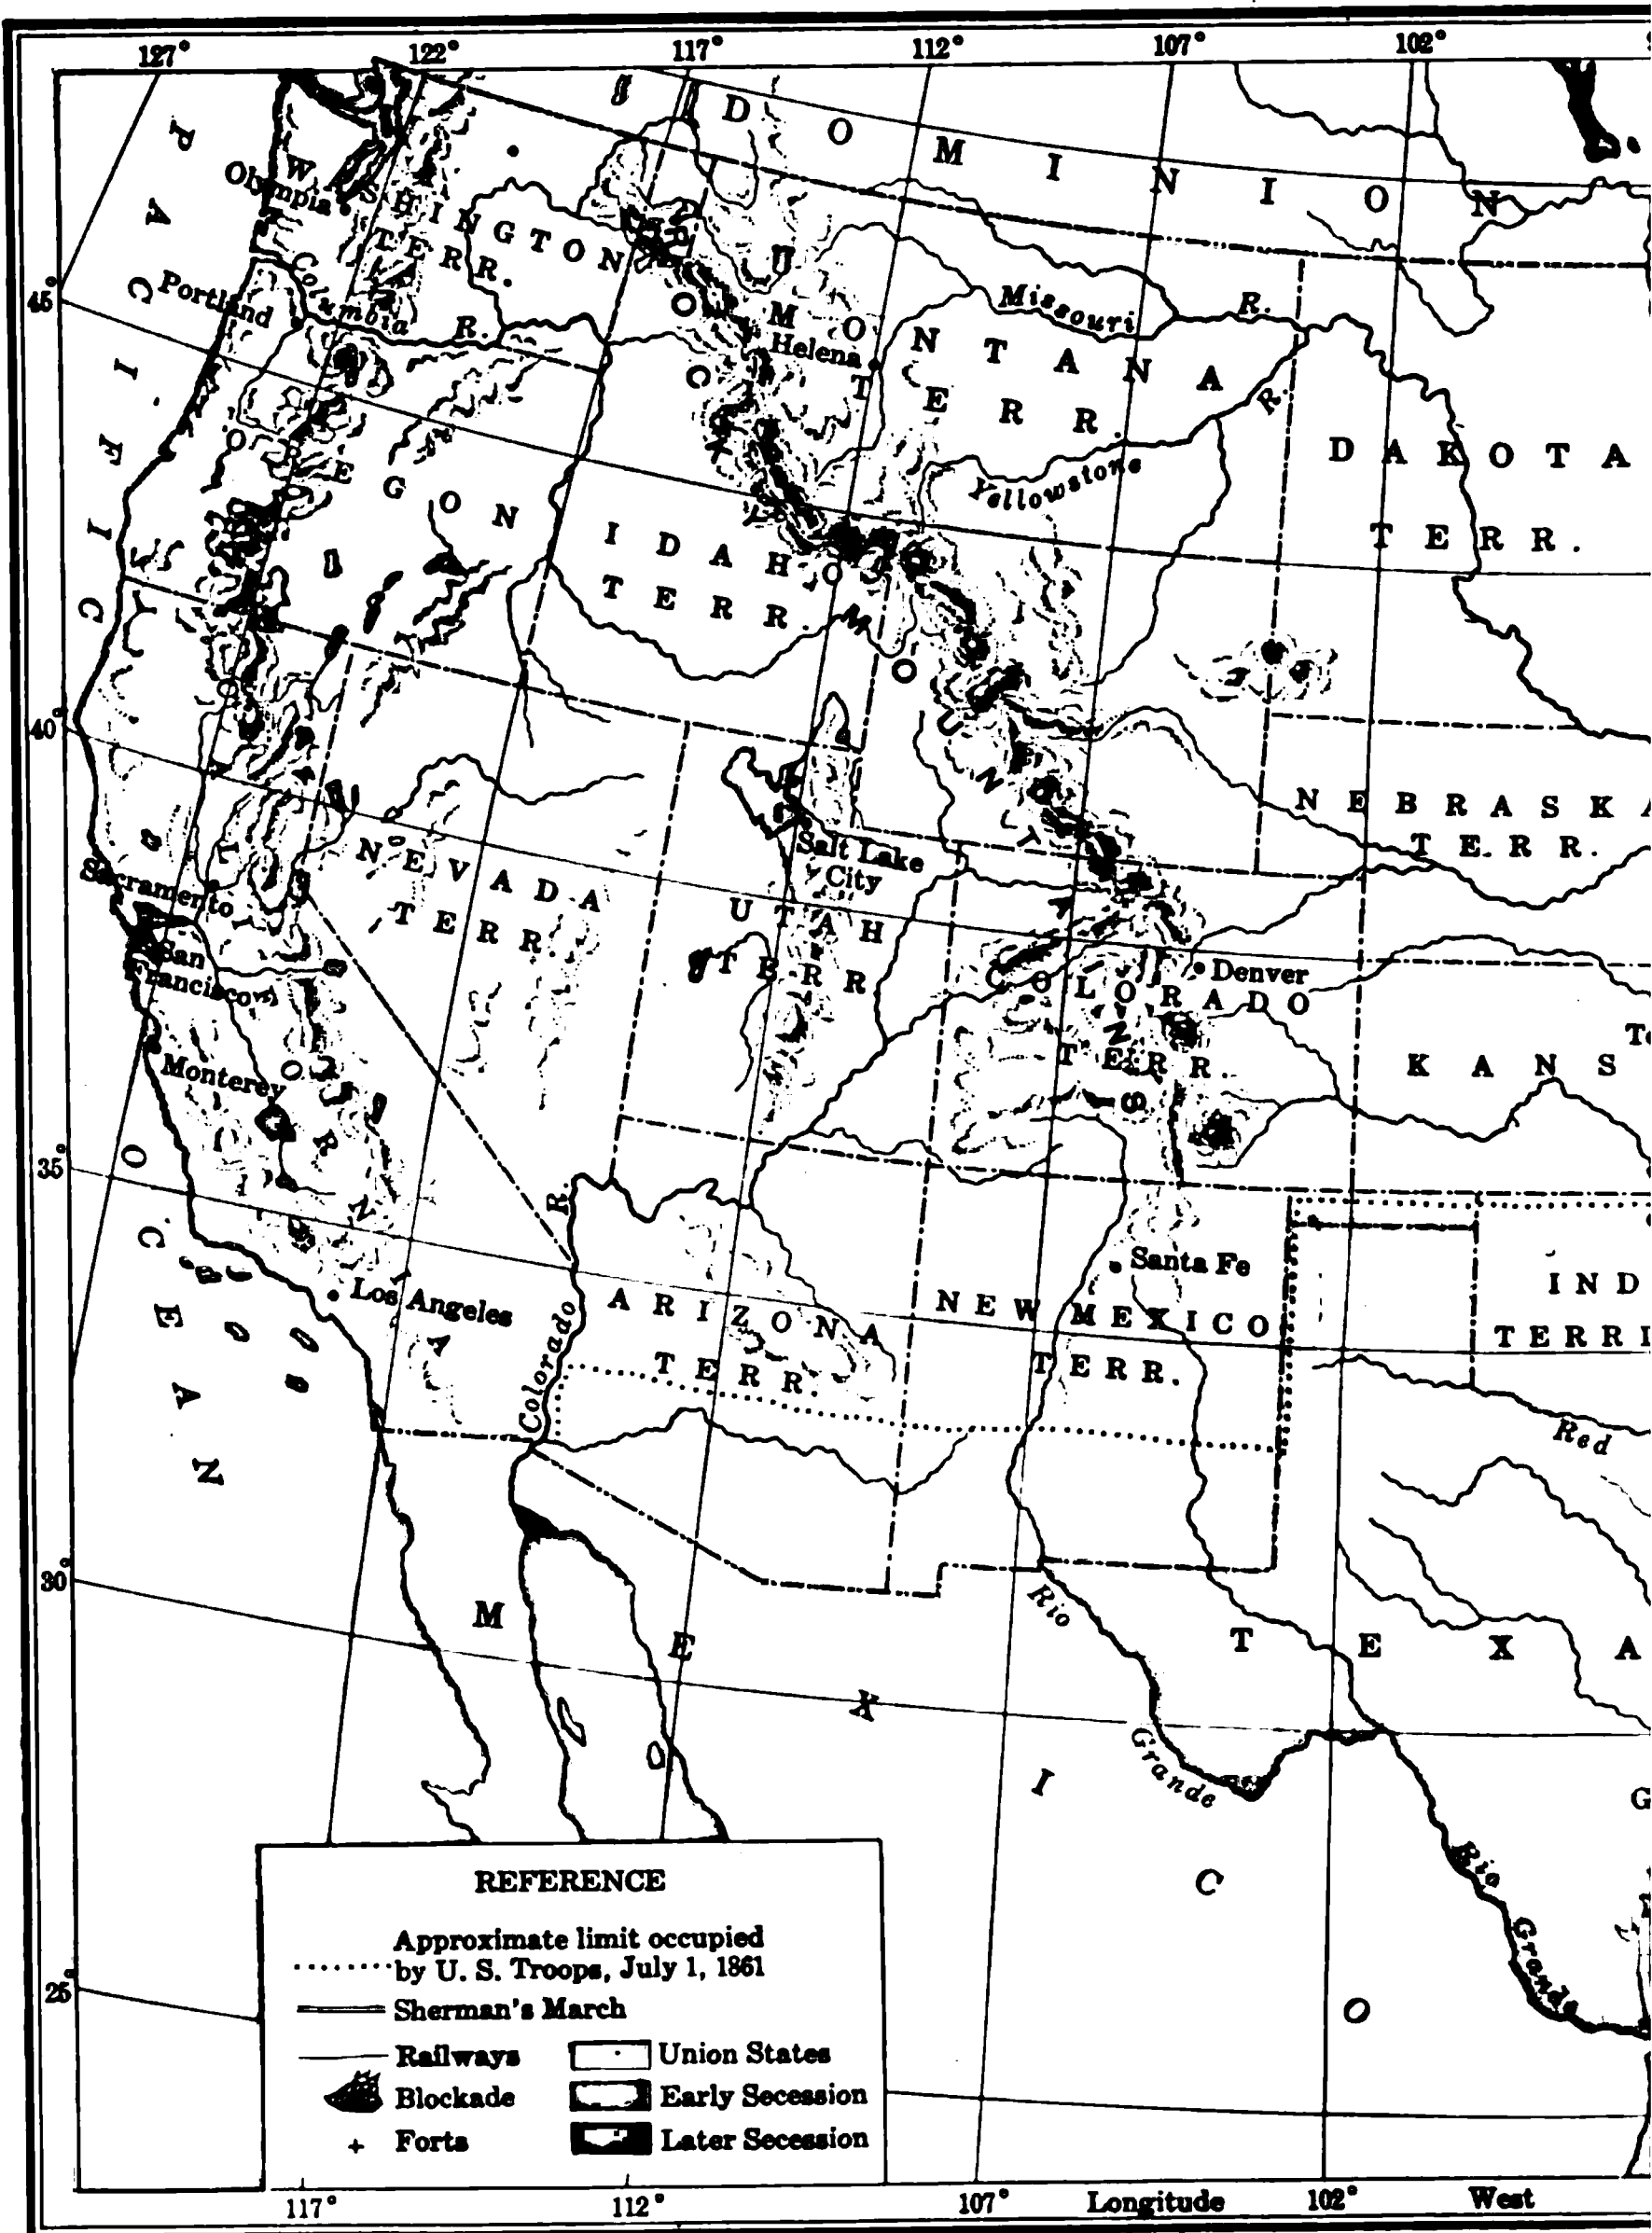 127° 122° 117° 112° 107° 102°
DOMINION
PACIFIC
OCEAN
WASHINGTON
TERR.
Olympia
Columbia R.
Portland
45°
ROCKY MOUNTAINS
MONTANA
TERR.
Helena
Missouri R.
Yellowstone R.
DAKOTA
TERR.
OREGON
IDAHO
TERR.
40°
NEBRASKA
TERR.
NEVADA
TERR.
Salt Lake
City
UTAH
TERR
Sacramento
San
Francisco
Denver
COLORADO
TERR.
KANS
Monterey
CALIFORNIA
35°
Los Angeles
Colorado R.
ARIZONA
TERR.
Santa Fe
NEW MEXICO
TERR.
IND
TERRI
Red
30°
MEXICO
Rio
Grande
TEXA
G
Rio
Grande
25°
REFERENCE
Approximate limit occupied
by U. S. Troops, July 1, 1861
Sherman's March
Railways
Union States
Blockade
Early Secession
Forts
Later Secession
117° 112° 107° Longitude 102° West